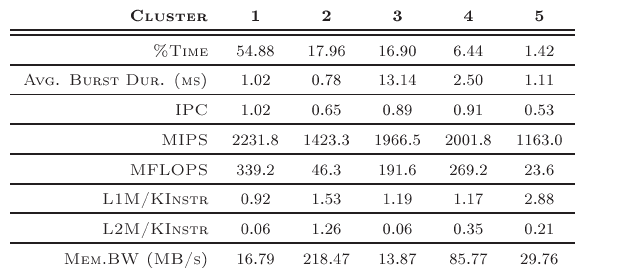 CLUSTER 1 2 3 4 5
%TIME 54.88 17.96 16.90 6.44 1.42
AVG. BURST DUR. (MS) 1.02 0.78 13.14 2.50 1.11
IPC 1.02 0.65 0.89 0.91 0.53
MIPS 2231.8 1423.3 1966.5 2001.8 1163.0
MFLOPS 339.2 46.3 191.6 269.2 23.6
L1M/KINSTR 0.92 1.53 1.19 1.17 2.88
L2M/KINSTR 0.06 1.26 0.06 0.35 0.21
MEM.BW (MB/S) 16.79 218.47 13.87 85.77 29.76